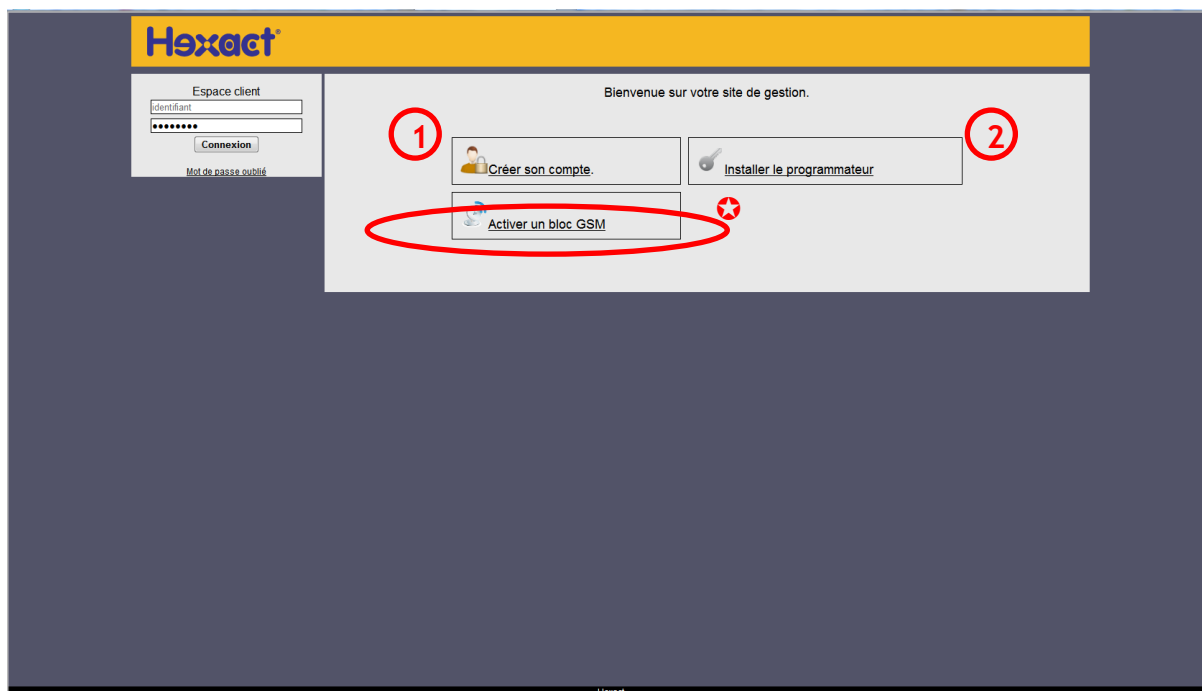 Hexact®
Espace client
identifiant
Connexion
Mot de passe oublié
Bienvenue sur votre site de gestion.
1
Créer son compte.
2
Installer le programmateur
Activer un bloc GSM
Hexact